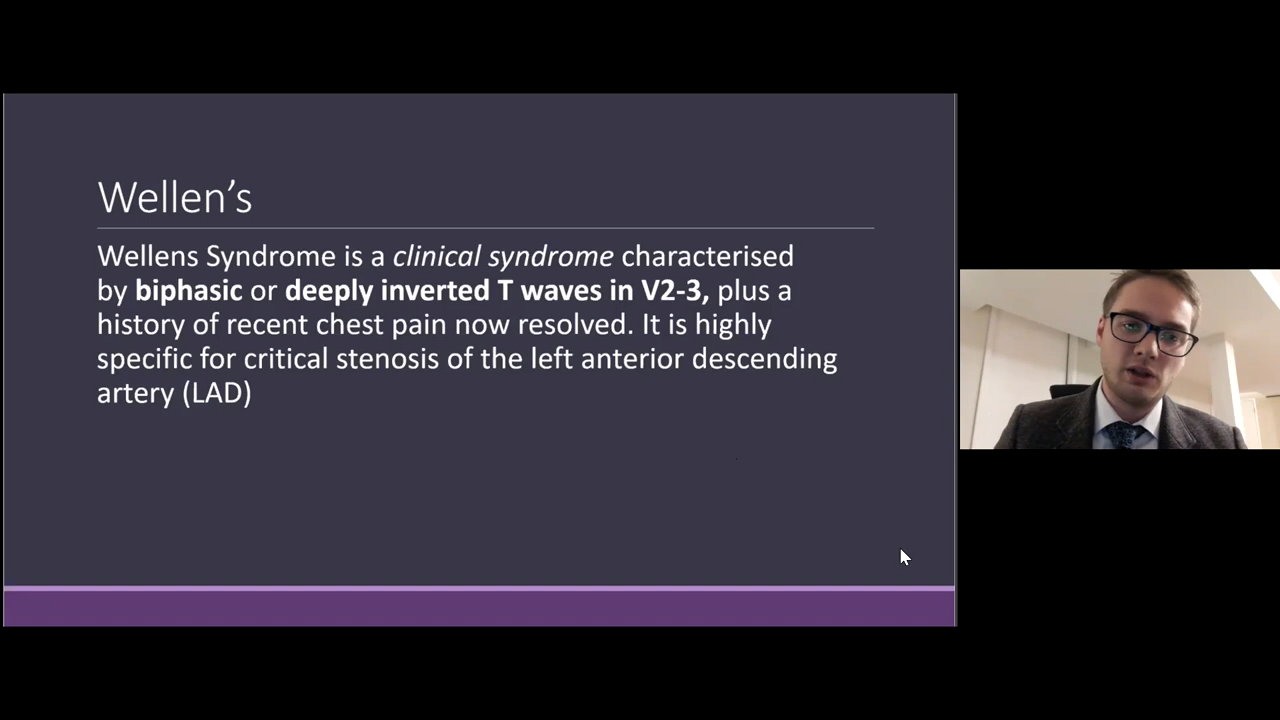 Wellen’s
Wellens Syndrome is a clinical syndrome characterised
by biphasic or deeply inverted T waves in V2-3, plus a
history of recent chest pain now resolved. It is highly
specific for critical stenosis of the left anterior descending
artery (LAD)